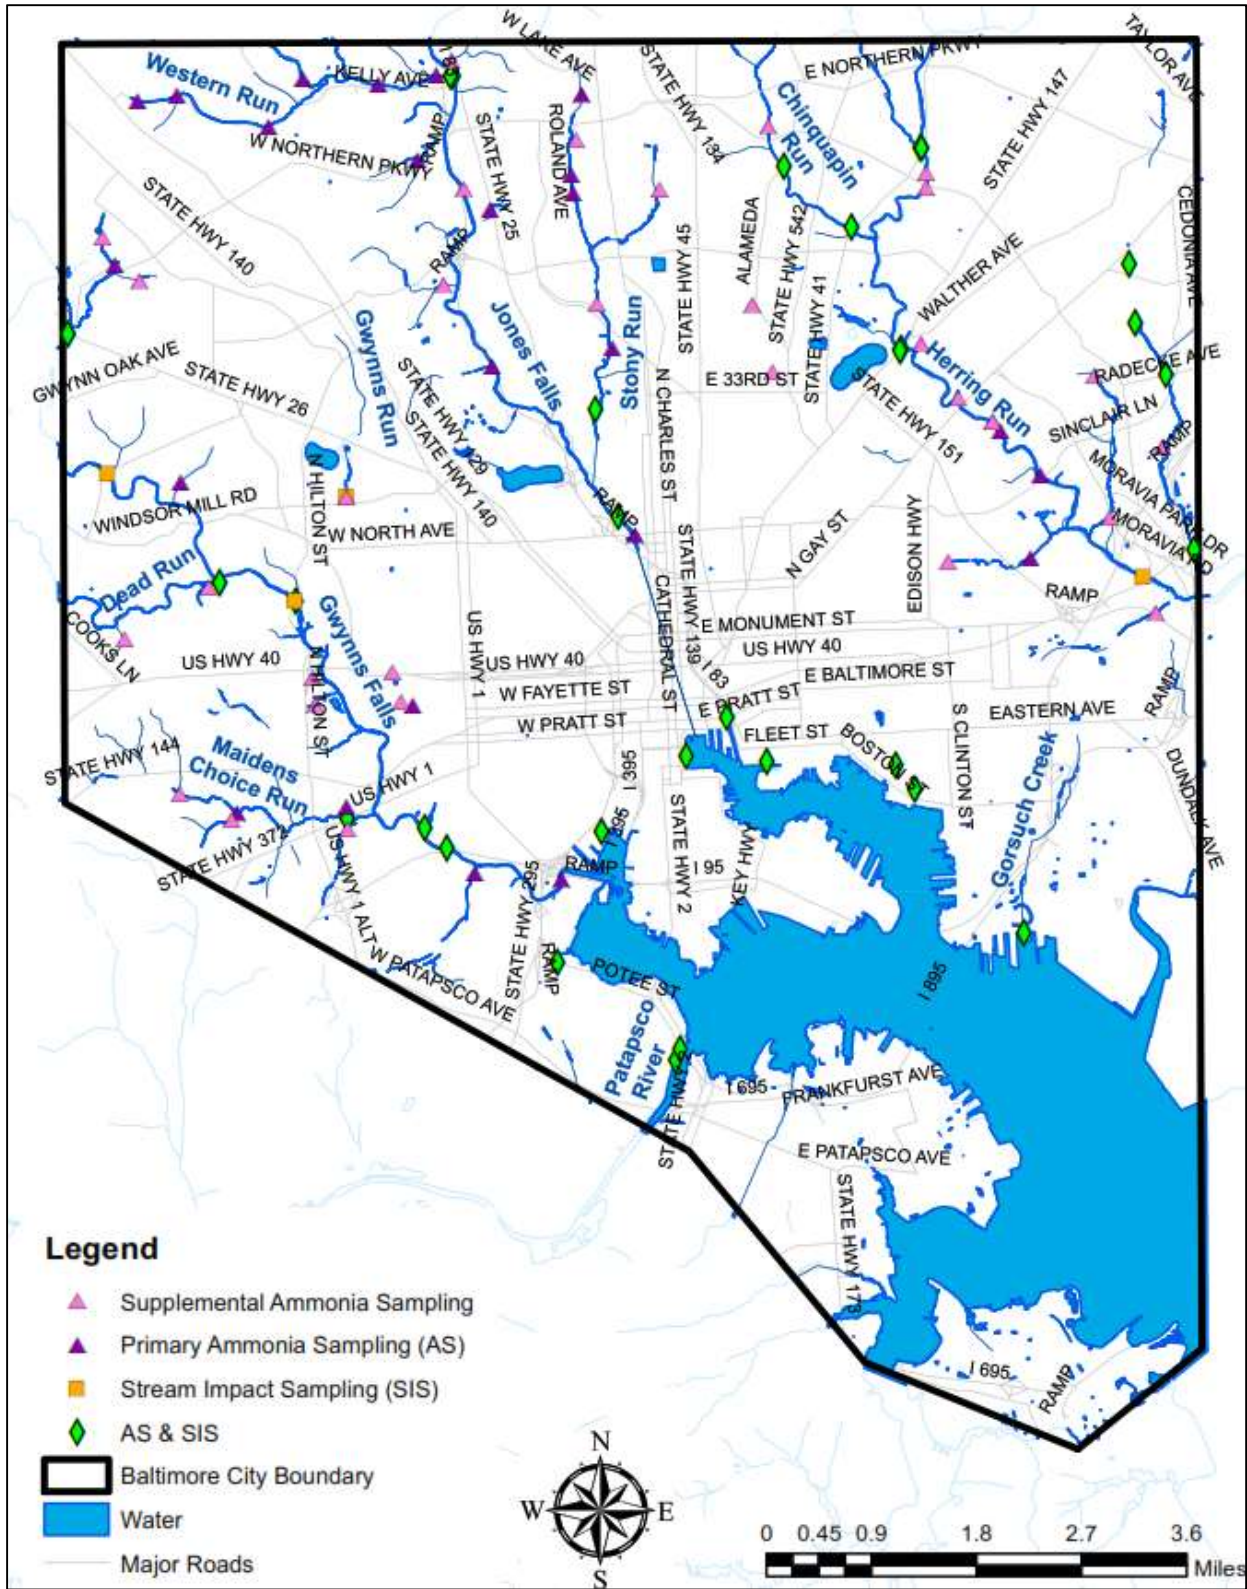 W LAKE AVE
TAYLOR AVE
I 83
STATE HWY 134
E NORTHERN PKWY
Western Run
KELLY AVE
STATE HWY 147
ROLAND AVE
Chinquapin
Run
STATE HWY 25
RAMP
W NORTHERN PKWY
STATE HWY 140
CEDONIA AVE
ALAMEDA
STATE HWY 542
STATE HWY 45
RAMP
WALTHER AVE
STATE HWY 41
Jones Falls
Stony Run
Gwynns Run
GWYNN OAK AVE
STATE HWY 26
STATE HWY 129
STATE HWY 140
E 33RD ST
Herring Run
RADECKE AVE
STATE HWY 151
SINCLAIR LN
N CHARLES ST
RAMP
MORAVIA PARK DR
MORAVIA RD
N HILTON ST
WINDSOR MILL RD
RAMP
W NORTH AVE
N GAY ST
EDISON HWY
STATE HWY 139
CATHEDRAL ST
Dead Run
COOKS LN
RAMP
E MONUMENT ST
US HWY 40
US HWY 40
US HWY 40
US HWY 1
Gwynns Falls
N HILTON ST
I 83
E BALTIMORE ST
W FAYETTE ST
E PRATT ST
W PRATT ST
FLEET ST
BOSTON ST
S CLINTON ST
EASTERN AVE
RAMP
STATE HWY 144
Maidens
Choice Run
US HWY 1
I 395
I 395
DUNDALK AVE
Gorsuch Creek
STATE HWY 372
US HWY 1 ALT
RAMP
STATE HWY 2
I 95
KEY HWY
STATE HWY 295
RAMP
W PATAPSCO AVE
POTEE ST
I 895
Patapsco
River
STATE HWY 2
I 695
FRANKFURST AVE
E PATAPSCO AVE
STATE HWY 173
I 695
RAMP
Legend
Supplemental Ammonia Sampling
Primary Ammonia Sampling (AS)
Stream Impact Sampling (SIS)
AS & SIS
Baltimore City Boundary
Water
Major Roads
N
W E
S
0 0.45 0.9 1.8 2.7 3.6
Miles